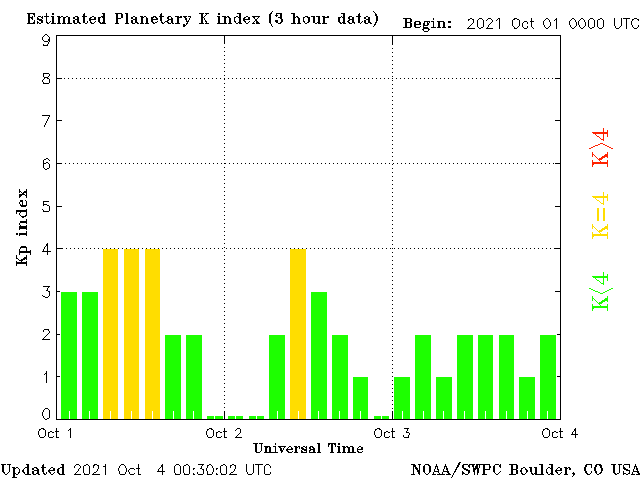 Estimated Planetary K index (3 hour data)
Begin: 2021 Oct 01 0000 UTC
9
8
7
6
5
4
3
2
1
0
Kp index
K>4
K=4
K<4
Oct 1
Oct 2
Oct 3
Oct 4
Universal Time
Updated 2021 Oct 4 00:30:02 UTC
NOAA/SWPC Boulder, CO USA